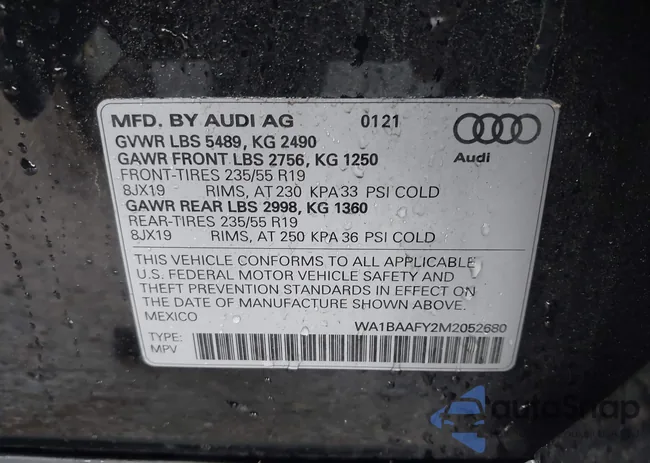 MFD. BY AUDI AG 0121
GVWR LBS 5489, KG 2490
GAWR FRONT LBS 2756, KG 1250
Audi
FRONT-TIRES 235/55 R19
8JX19 RIMS, AT 230 KPA 33 PSI COLD
GAWR REAR LBS 2998, KG 1360
REAR-TIRES 235/55 R19
8JX19 RIMS, AT 250 KPA 36 PSI COLD
THIS VEHICLE CONFORMS TO ALL APPLICABLE
U.S. FEDERAL MOTOR VEHICLE SAFETY AND
THEFT PREVENTION STANDARDS IN EFFECT ON
THE DATE OF MANUFACTURE SHOWN ABOVE.
MEXICO
WA1BAAFY2M2052680
TYPE:
MPV
autoSnap